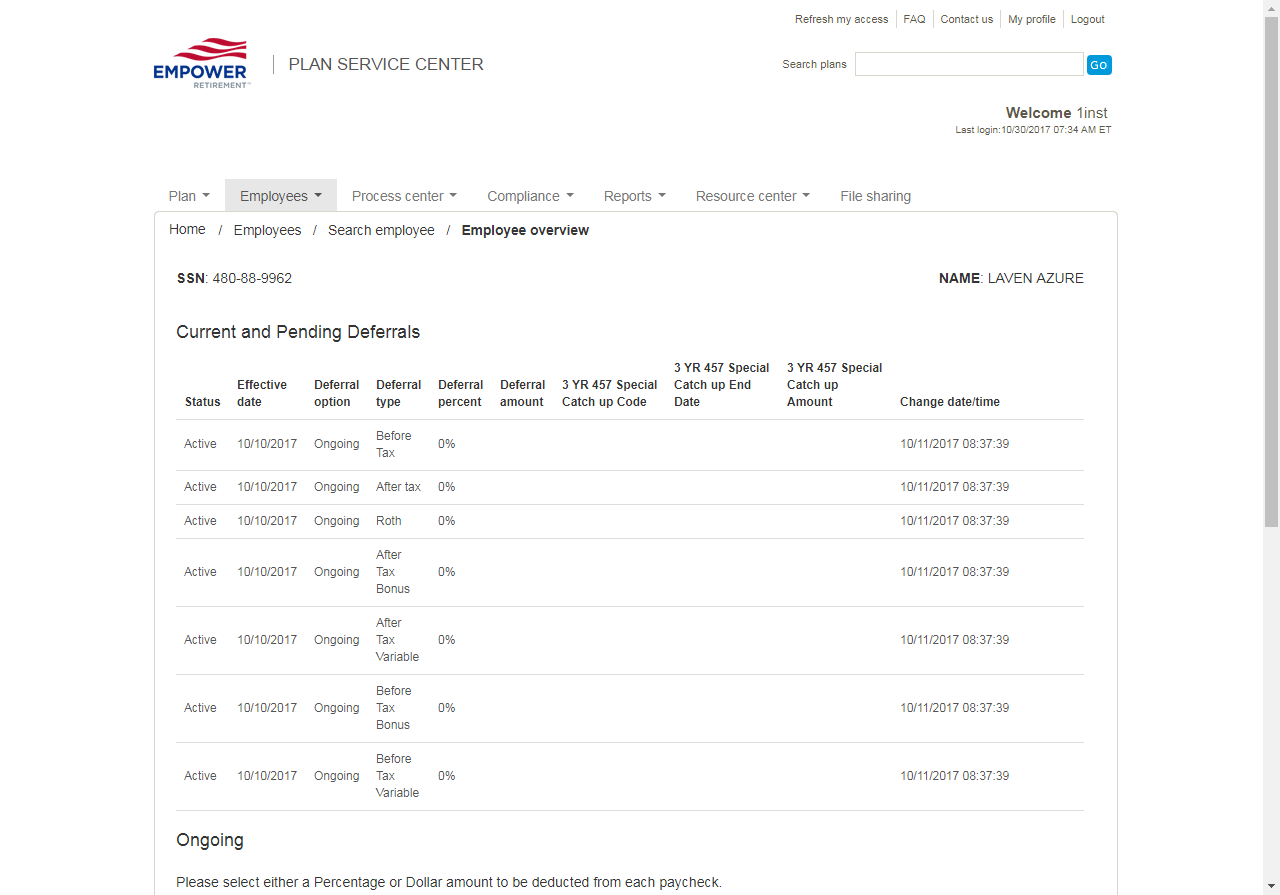 Refresh my access FAQ Contact us My profile Logout
EMPOWER
RETIREMENT™
PLAN SERVICE CENTER
Search plans Go
Welcome 1inst
Last login:10/30/2017 07:34 AM ET
Plan Employees Process center Compliance Reports Resource center File sharing
Home / Employees / Search employee / Employee overview
SSN: 480-88-9962 NAME: LAVEN AZURE
Current and Pending Deferrals
Status Effective date Deferral option Deferral type Deferral percent Deferral amount 3 YR 457 Special Catch up Code 3 YR 457 Special Catch up End Date 3 YR 457 Special Catch up Amount Change date/time
Active 10/10/2017 Ongoing Before Tax 0% 10/11/2017 08:37:39
Active 10/10/2017 Ongoing After tax 0% 10/11/2017 08:37:39
Active 10/10/2017 Ongoing Roth 0% 10/11/2017 08:37:39
Active 10/10/2017 Ongoing After Tax Bonus 0% 10/11/2017 08:37:39
Active 10/10/2017 Ongoing After Tax Variable 0% 10/11/2017 08:37:39
Active 10/10/2017 Ongoing Before Tax Bonus 0% 10/11/2017 08:37:39
Active 10/10/2017 Ongoing Before Tax Variable 0% 10/11/2017 08:37:39
Ongoing
Please select either a Percentage or Dollar amount to be deducted from each paycheck.